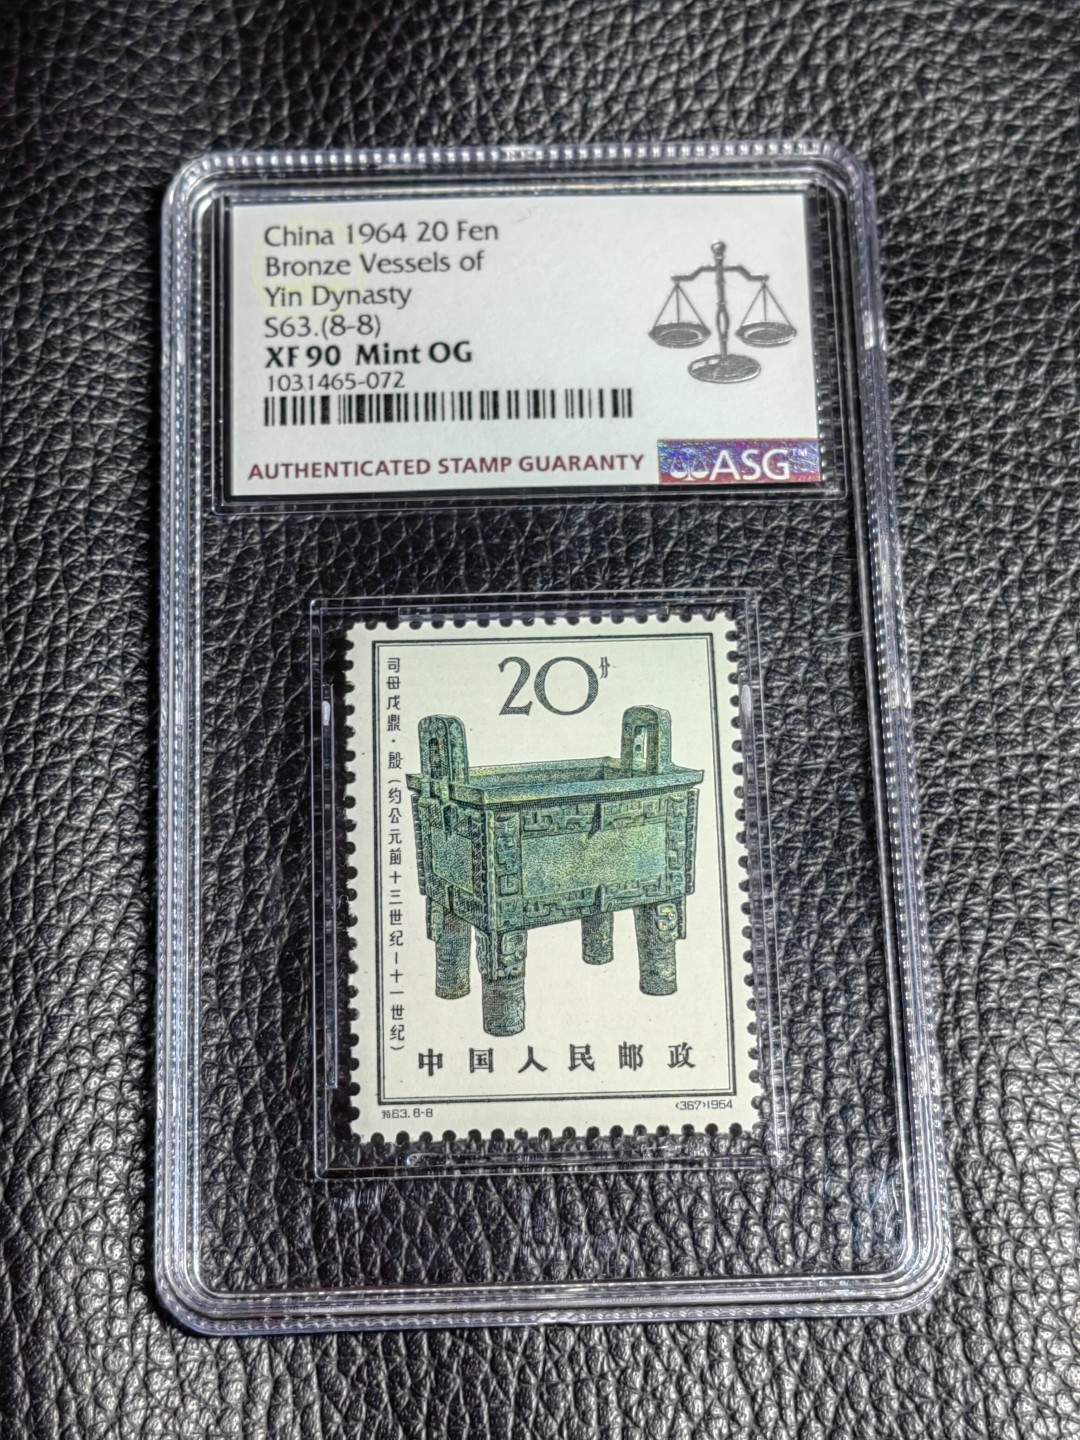 China 1964 20 Fen
Bronze Vessels of
Yin Dynasty
S63.(8-8)
XF 90 Mint OG
1031465-072
AUTHENTICATED STAMP GUARANTY
ASG™
20分
司母戊鼎·殷(约公元前十三世纪—十一世纪)
中国人民邮政
特63.8-8
(367)1964